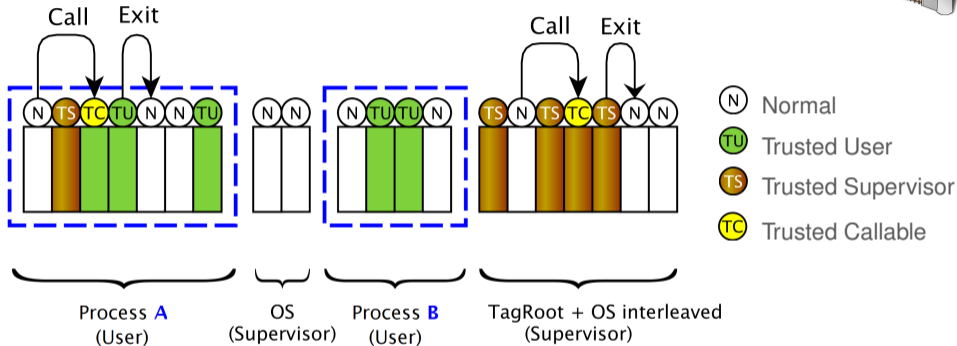 Call Exit
Call Exit
N TS TC TU N N TU
N N
N TU TU N
TS N TS TC TS N N
N Normal
TU Trusted User
TS Trusted Supervisor
TC Trusted Callable
Process A
(User)
OS
(Supervisor)
Process B
(User)
TagRoot + OS interleaved
(Supervisor)